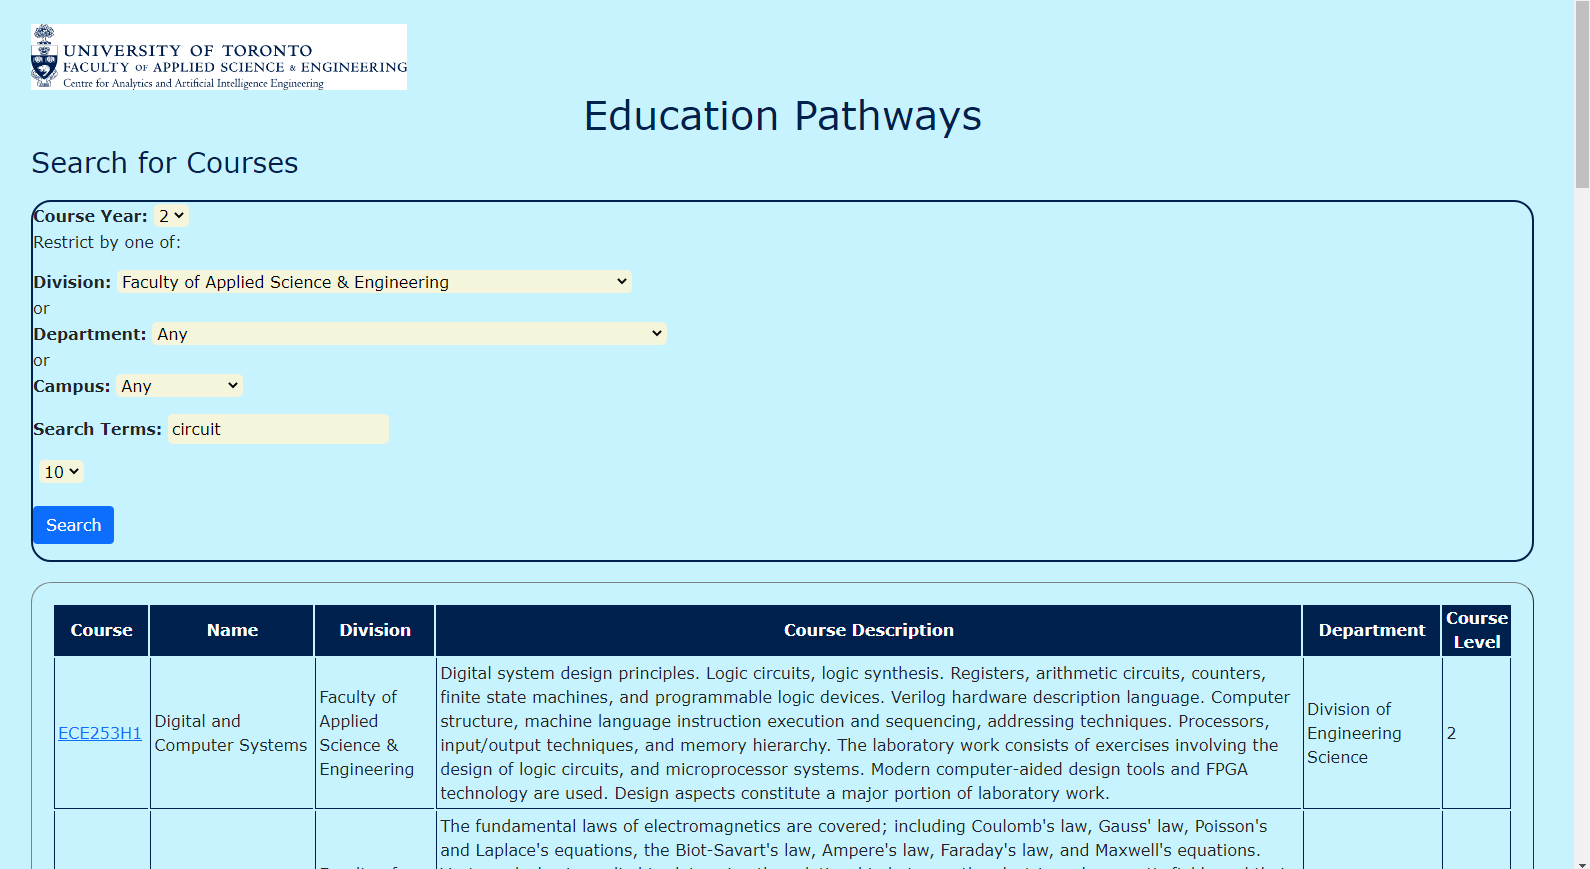 UNIVERSITY OF TORONTO
FACULTY OF APPLIED SCIENCE & ENGINEERING
Centre for Analytics and Artificial Intelligence Engineering
Education Pathways
Search for Courses
Course Year: 2
Restrict by one of:
Division: Faculty of Applied Science & Engineering
or
Department: Any
or
Campus: Any
Search Terms: circuit
10
Search
Course Name Division Course Description Department Course Level
ECE253H1
Digital and
Computer Systems
Faculty of
Applied
Science &
Engineering
Digital system design principles. Logic circuits, logic synthesis. Registers, arithmetic circuits, counters,
finite state machines, and programmable logic devices. Verilog hardware description language. Computer
structure, machine language instruction execution and sequencing, addressing techniques. Processors,
input/output techniques, and memory hierarchy. The laboratory work consists of exercises involving the
design of logic circuits, and microprocessor systems. Modern computer-aided design tools and FPGA
technology are used. Design aspects constitute a major portion of laboratory work.
Division of
Engineering
Science
2
The fundamental laws of electromagnetics are covered; including Coulomb's law, Gauss' law, Poisson's
and Laplace's equations, the Biot-Savart's law, Ampere's law, Faraday's law, and Maxwell's equations.